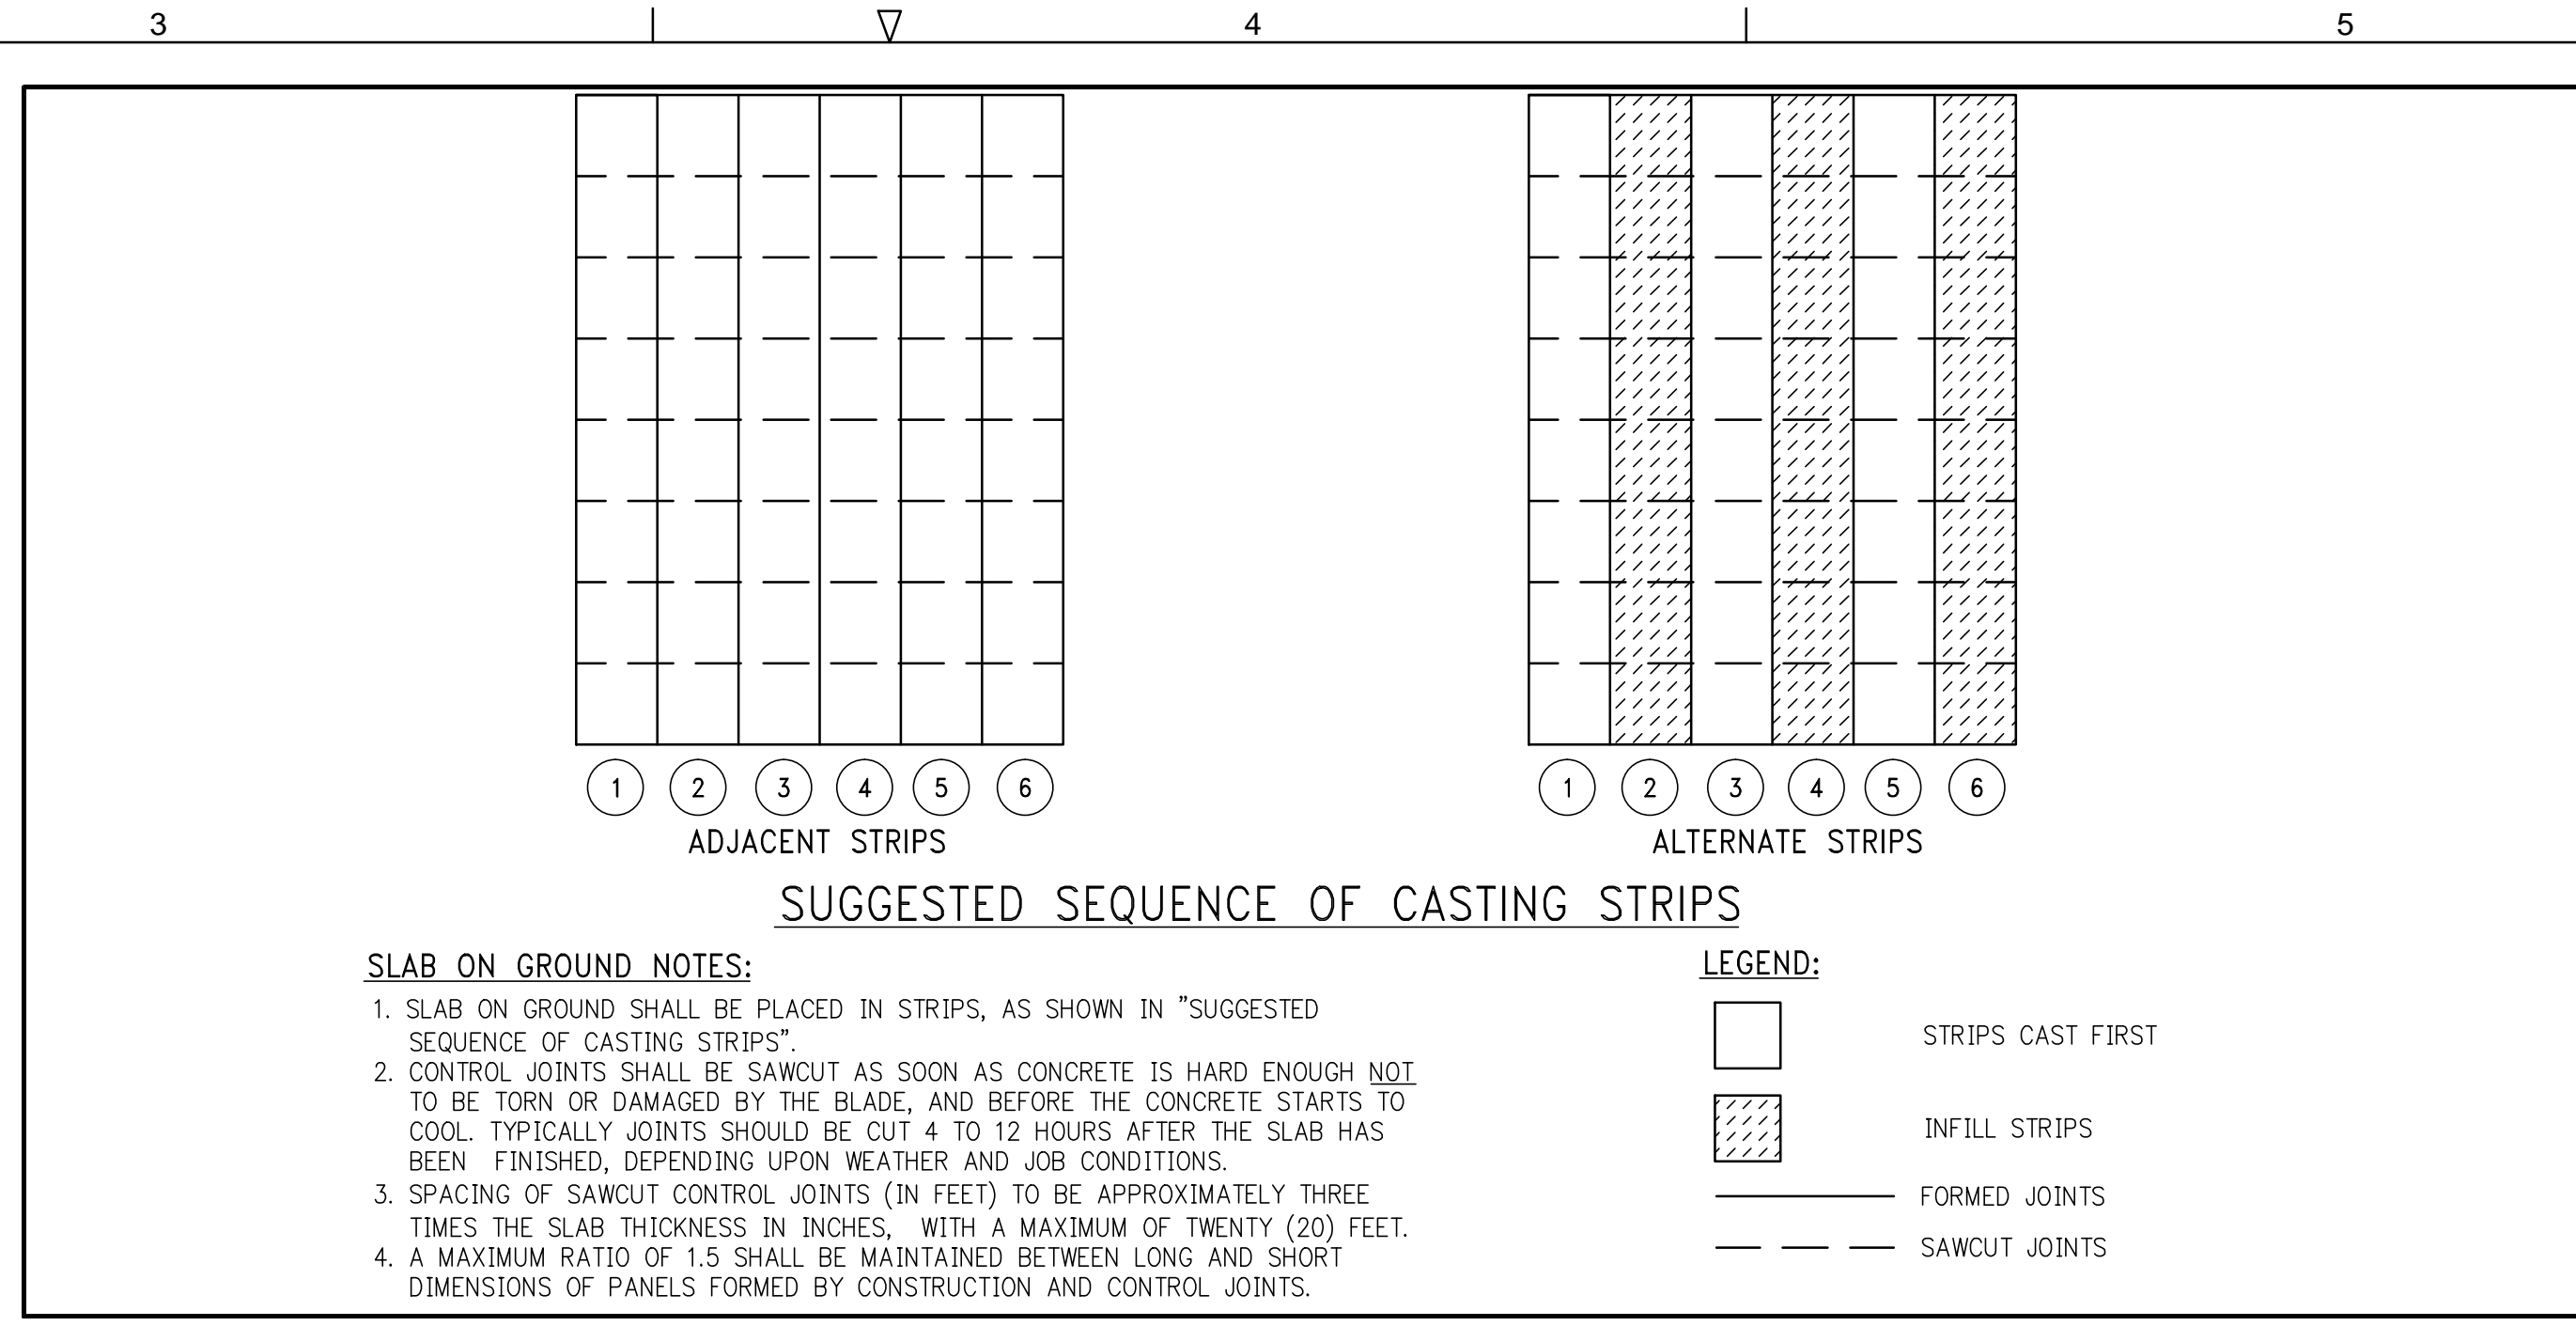 3 4 5
1 2 3 4 5 6
ADJACENT STRIPS
1 2 3 4 5 6
ALTERNATE STRIPS
SUGGESTED SEQUENCE OF CASTING STRIPS
SLAB ON GROUND NOTES:
1. SLAB ON GROUND SHALL BE PLACED IN STRIPS, AS SHOWN IN "SUGGESTED
SEQUENCE OF CASTING STRIPS".
2. CONTROL JOINTS SHALL BE SAWCUT AS SOON AS CONCRETE IS HARD ENOUGH NOT
TO BE TORN OR DAMAGED BY THE BLADE, AND BEFORE THE CONCRETE STARTS TO
COOL. TYPICALLY JOINTS SHOULD BE CUT 4 TO 12 HOURS AFTER THE SLAB HAS
BEEN FINISHED, DEPENDING UPON WEATHER AND JOB CONDITIONS.
3. SPACING OF SAWCUT CONTROL JOINTS (IN FEET) TO BE APPROXIMATELY THREE
TIMES THE SLAB THICKNESS IN INCHES, WITH A MAXIMUM OF TWENTY (20) FEET.
4. A MAXIMUM RATIO OF 1.5 SHALL BE MAINTAINED BETWEEN LONG AND SHORT
DIMENSIONS OF PANELS FORMED BY CONSTRUCTION AND CONTROL JOINTS.
LEGEND:
STRIPS CAST FIRST
INFILL STRIPS
FORMED JOINTS
SAWCUT JOINTS